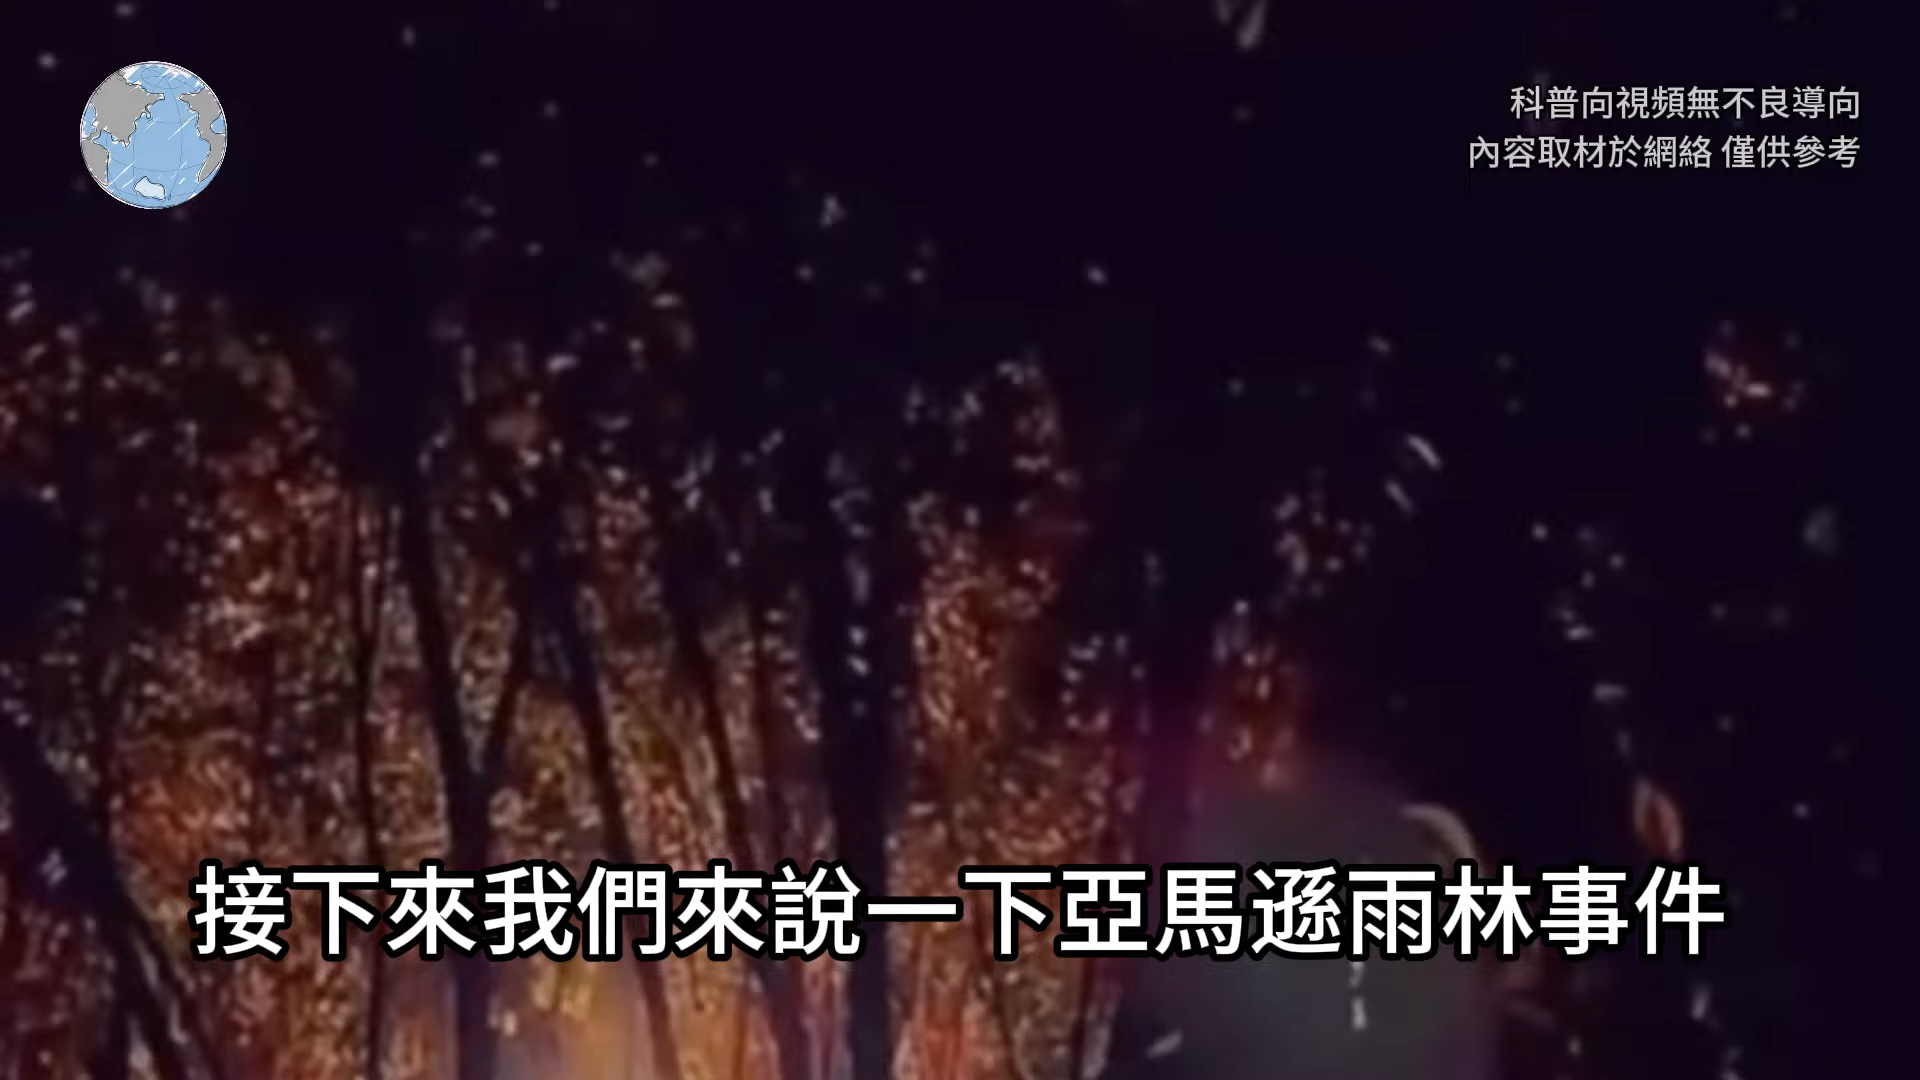 科普向視頻無不良導向
內容取材於網絡 僅供參考
接下來我們來說一下亞馬遜雨林事件